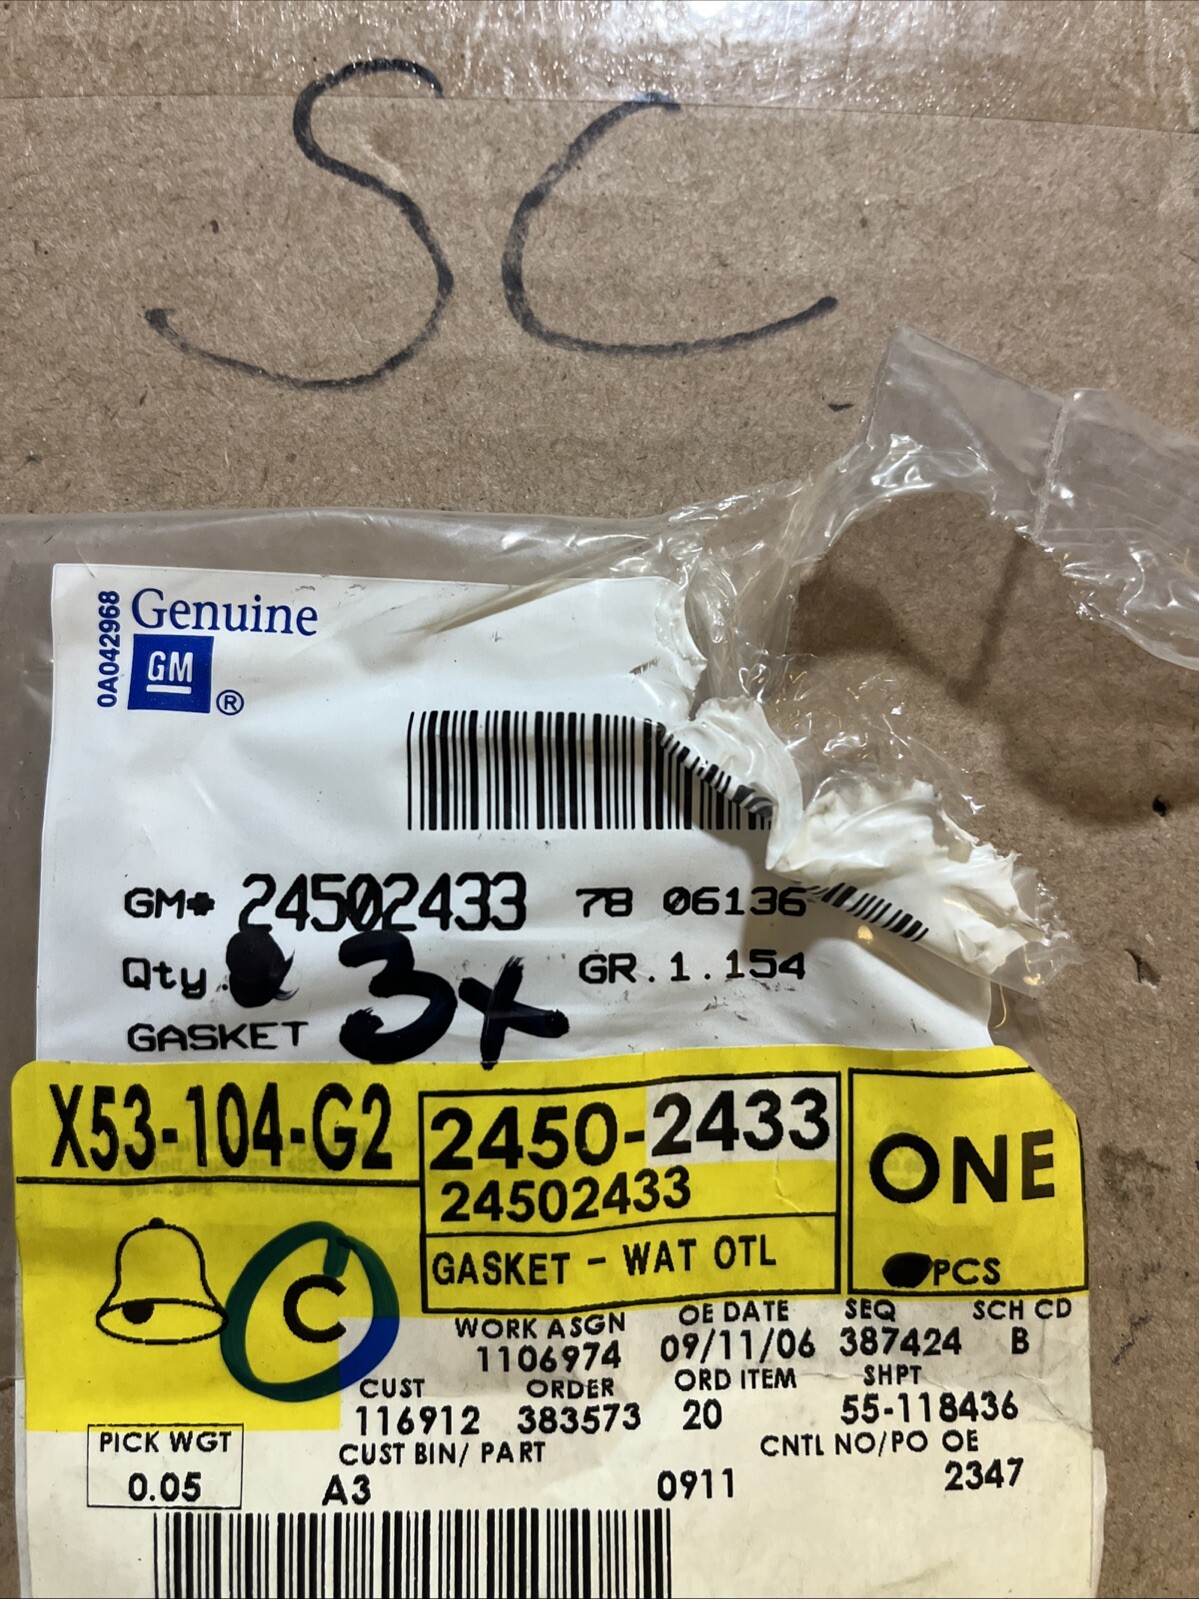 SC
0A042968
Genuine
GM
®
GM# 24502433 78 06136
Qty. 3x GR.1.154
GASKET
X53-104-G2
2450-2433
24502433
GASKET - WAT OTL
ONE
PCS
C
WORK ASGN OE DATE SEQ SCH CD
1106974 09/11/06 387424 B
CUST ORDER ORD ITEM SHPT
116912 383573 20 55-118436
PICK WGT CUST BIN/ PART CNTL NO/PO OE
0.05 A3 0911 2347